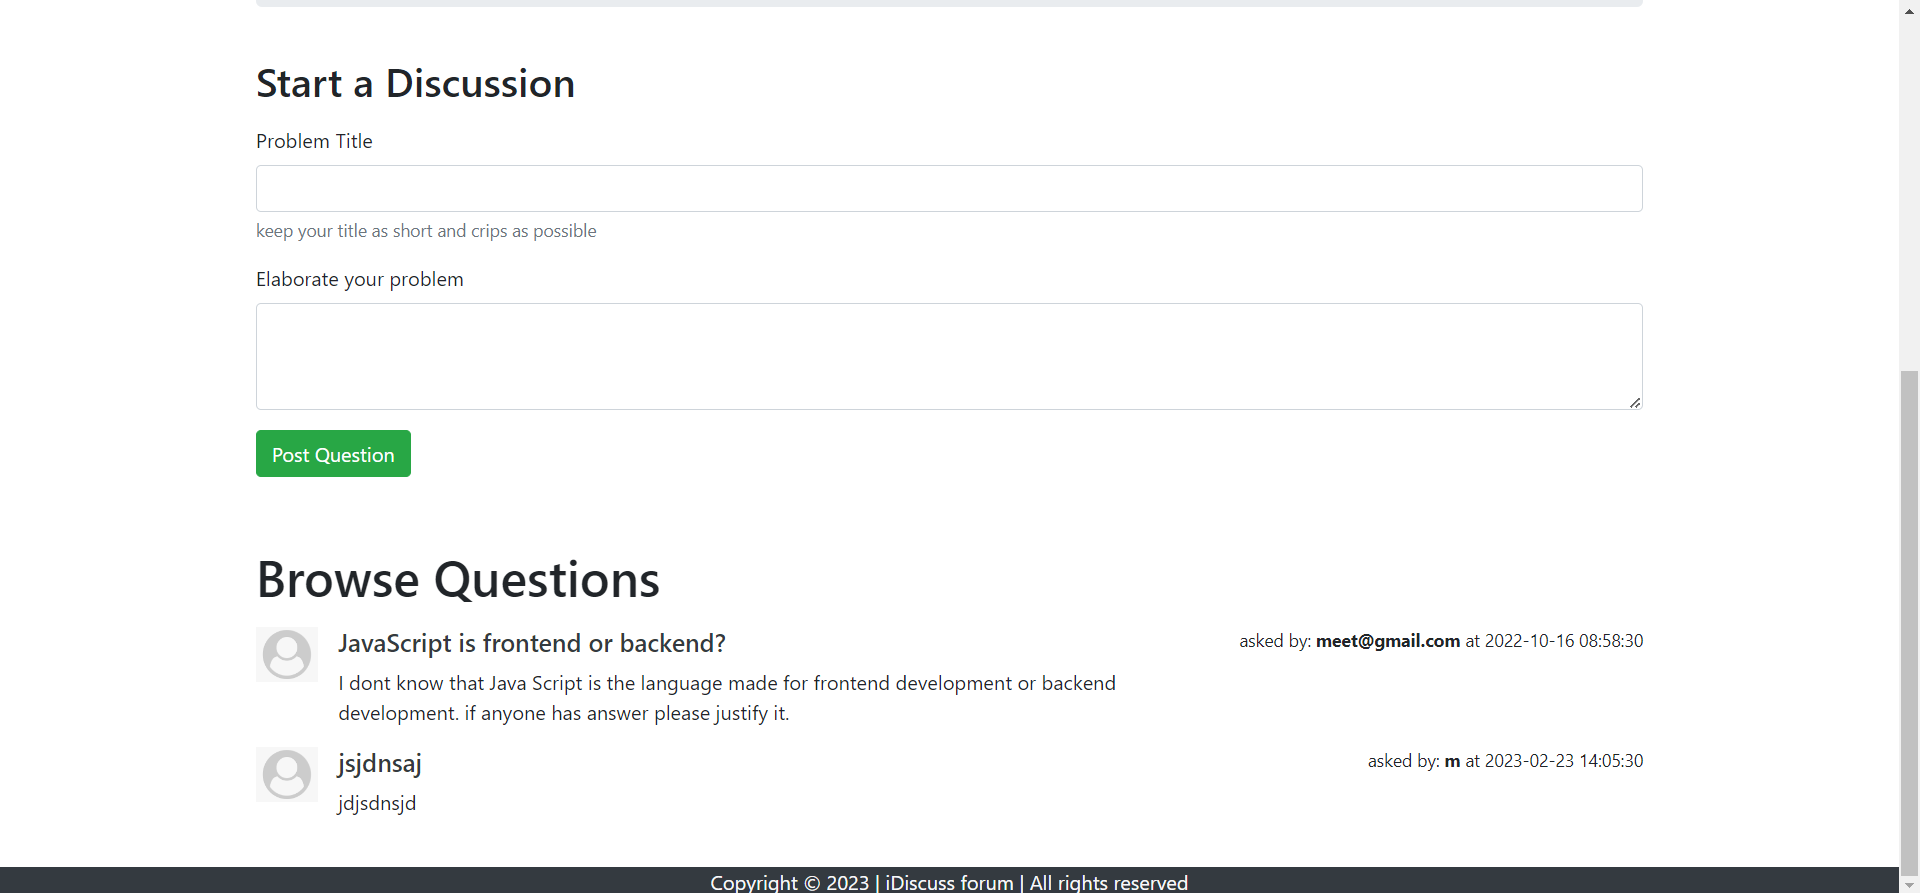 Start a Discussion
Problem Title
keep your title as short and crips as possible
Elaborate your problem
Post Question
Browse Questions
JavaScript is frontend or backend?
asked by: meet@gmail.com at 2022-10-16 08:58:30
I dont know that Java Script is the language made for frontend development or backend
development. if anyone has answer please justify it.
jsjdnsaj
asked by: m at 2023-02-23 14:05:30
jdjsdnsjd
Copyright © 2023 | iDiscuss forum | All rights reserved